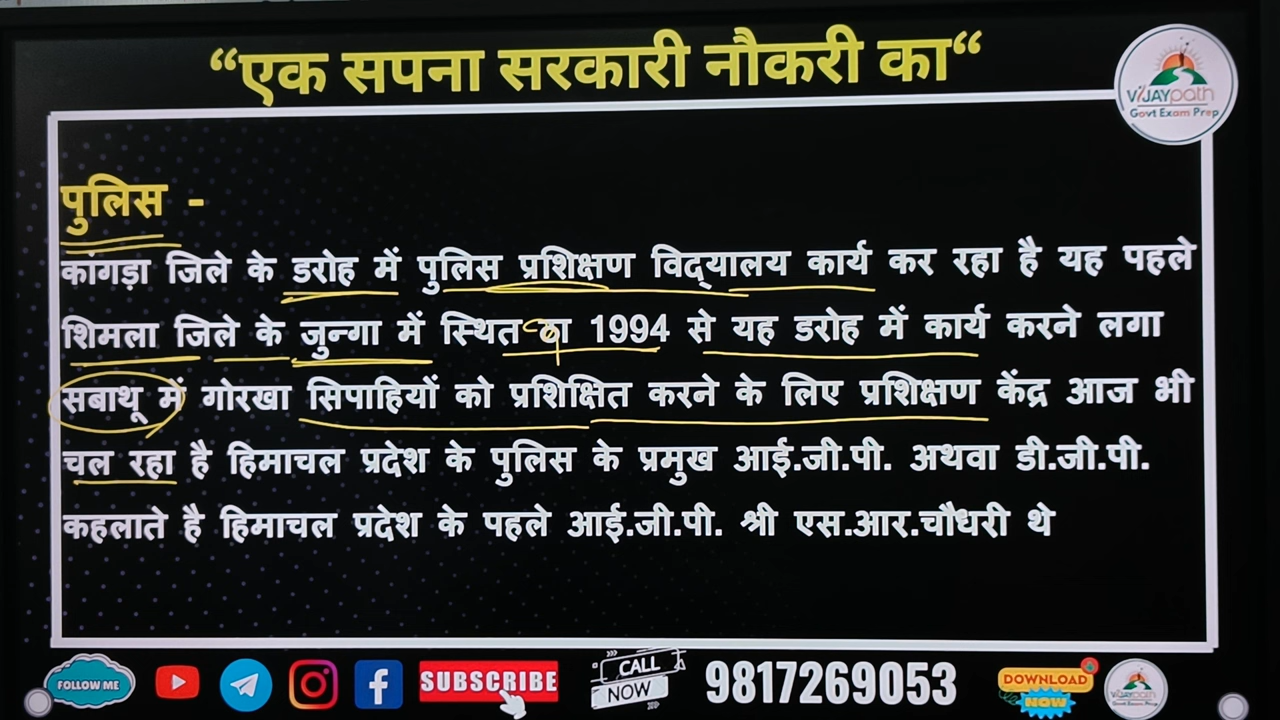 “एक सपना सरकारी नौकरी का“
VIJAYpath
Govt Exam Prep
पुलिस -
कांगड़ा जिले के डरोह में पुलिस प्रशिक्षण विद्यालय कार्य कर रहा है यह पहले
शिमला जिले के जुन्गा में स्थित था 1994 से यह डरोह में कार्य करने लगा
सबाथू में गोरखा सिपाहियों को प्रशिक्षित करने के लिए प्रशिक्षण केंद्र आज भी
चल रहा है हिमाचल प्रदेश के पुलिस के प्रमुख आई.जी.पी. अथवा डी.जी.पी.
कहलाते है हिमाचल प्रदेश के पहले आई.जी.पी. श्री एस.आर.चौधरी थे
FOLLOW ME
SUBSCRIBE
CALL
NOW
9817269053
DOWNLOAD
NOW
VIJAYpath